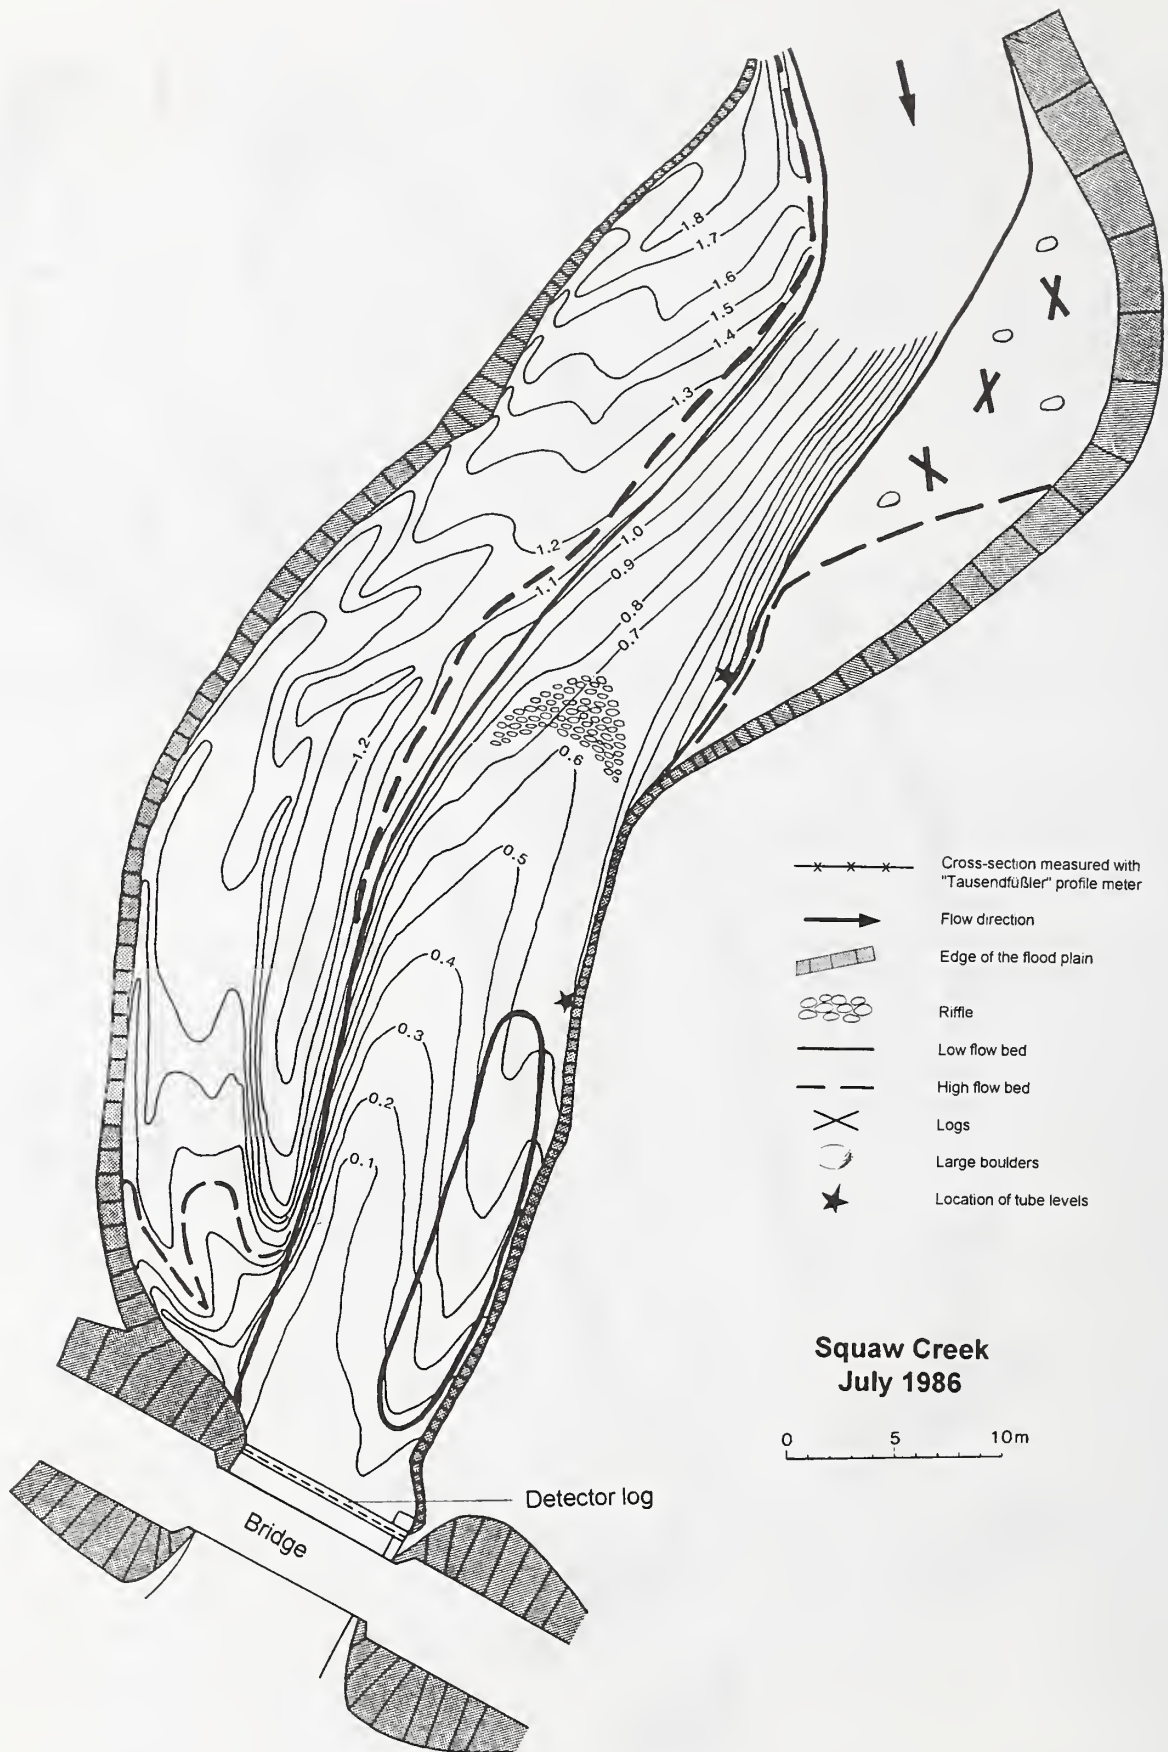 1.8
1.7
1.6
1.5
1.4
1.3
1.2
1.1
1.0
0.9
0.8
0.7
1.2
0.6
0.5
0.4
0.3
0.2
0.1
Cross-section measured with
"Tausendfüßler" profile meter
Flow direction
Edge of the flood plain
Riffle
Low flow bed
High flow bed
Logs
Large boulders
Location of tube levels
Squaw Creek
July 1986
0 5 10m
Detector log
Bridge